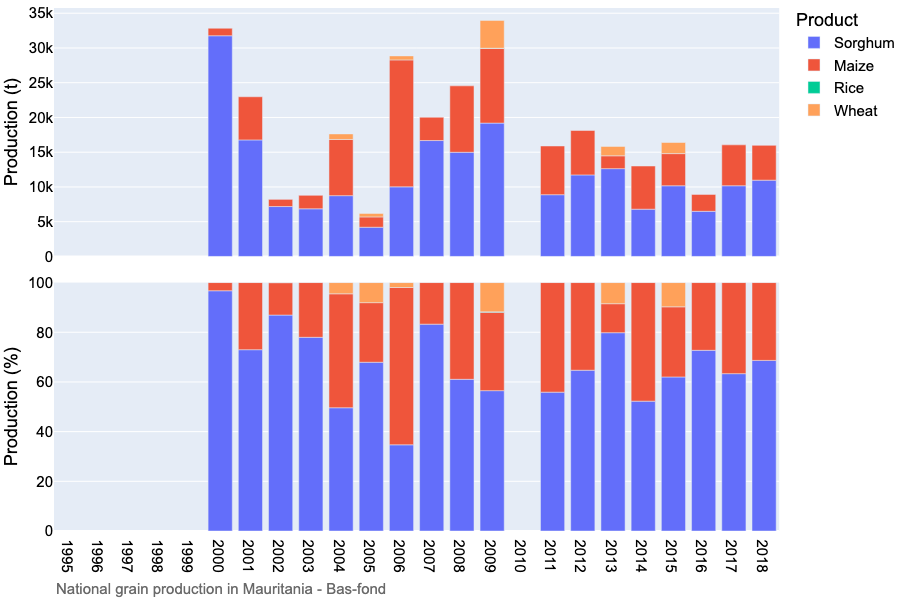 Product
Sorghum
Maize
Rice
Wheat
Production (t)
35k
30k
25k
20k
15k
10k
5k
0
Production (%)
100
80
60
40
20
0
1995 1996 1997 1998 1999 2000 2001 2002 2003 2004 2005 2006 2007 2008 2009 2010 2011 2012 2013 2014 2015 2016 2017 2018
National grain production in Mauritania - Bas-fond